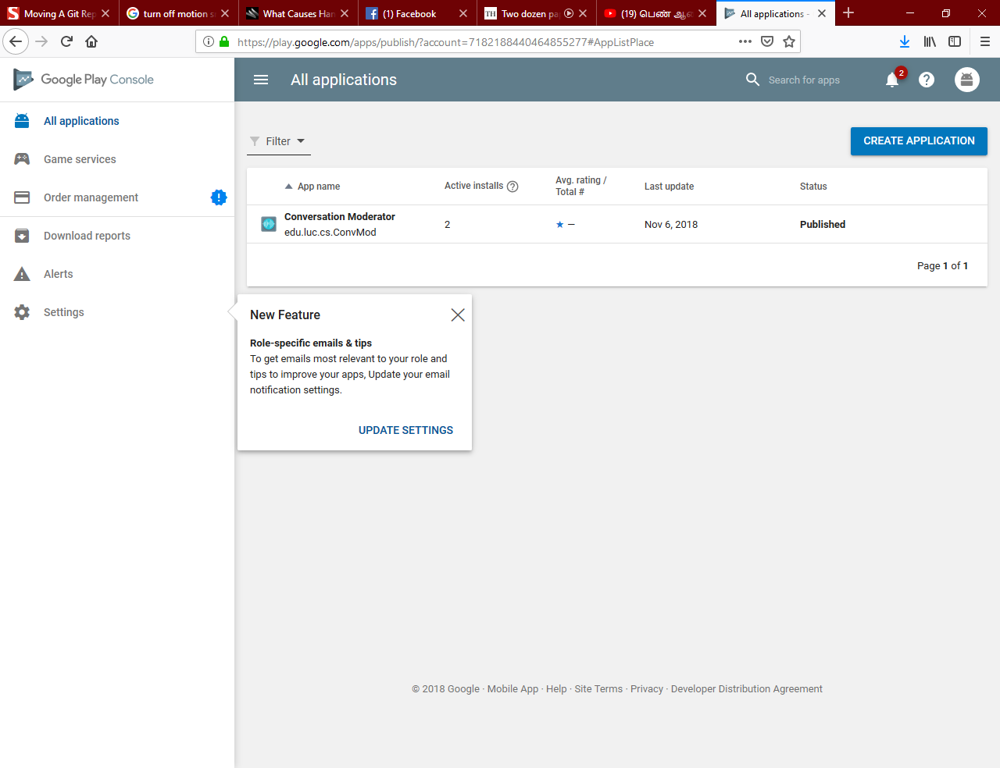 Moving A Git Rep
turn off motion s
What Causes Han
(1) Facebook
TH Two dozen pa
(19) பெண் ஆ
All applications -
https://play.google.com/apps/publish/?account=7182188440464855277#AppListPlace
Google Play Console
All applications
Search for apps
2
All applications
Game services
Order management
Download reports
Alerts
Settings
Filter
CREATE APPLICATION
App name
Active installs
Avg. rating /
Total #
Last update
Status
Conversation Moderator
edu.luc.cs.ConvMod
2
★ —
Nov 6, 2018
Published
Page 1 of 1
New Feature
Role-specific emails & tips
To get emails most relevant to your role and
tips to improve your apps, Update your email
notification settings.
UPDATE SETTINGS
© 2018 Google · Mobile App · Help · Site Terms · Privacy · Developer Distribution Agreement